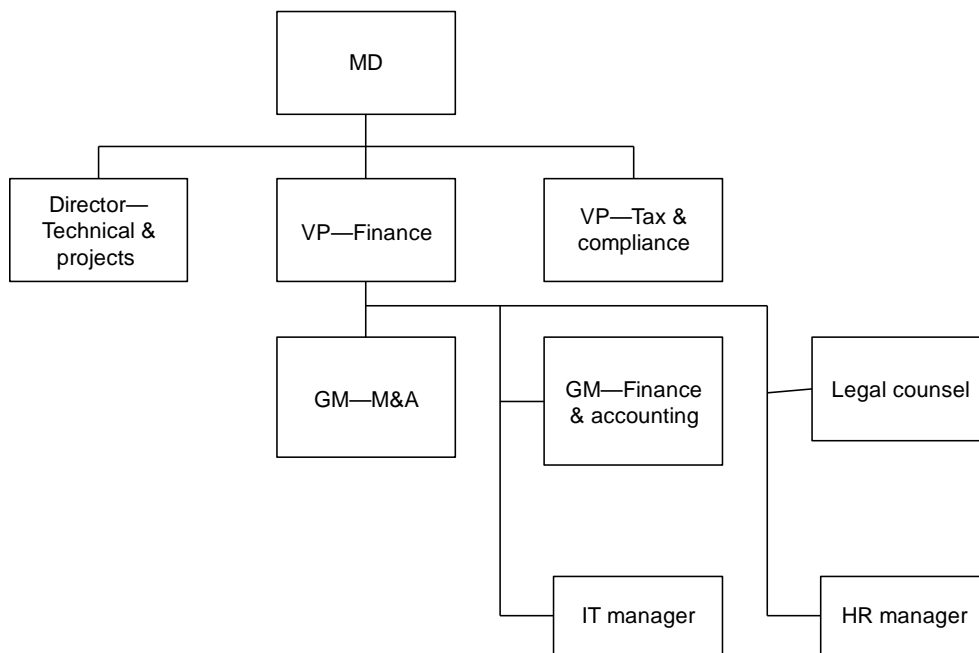 MD
Director—
Technical &
projects
VP—Finance
VP—Tax &
compliance
GM—M&A
GM—Finance
& accounting
Legal counsel
IT manager
HR manager